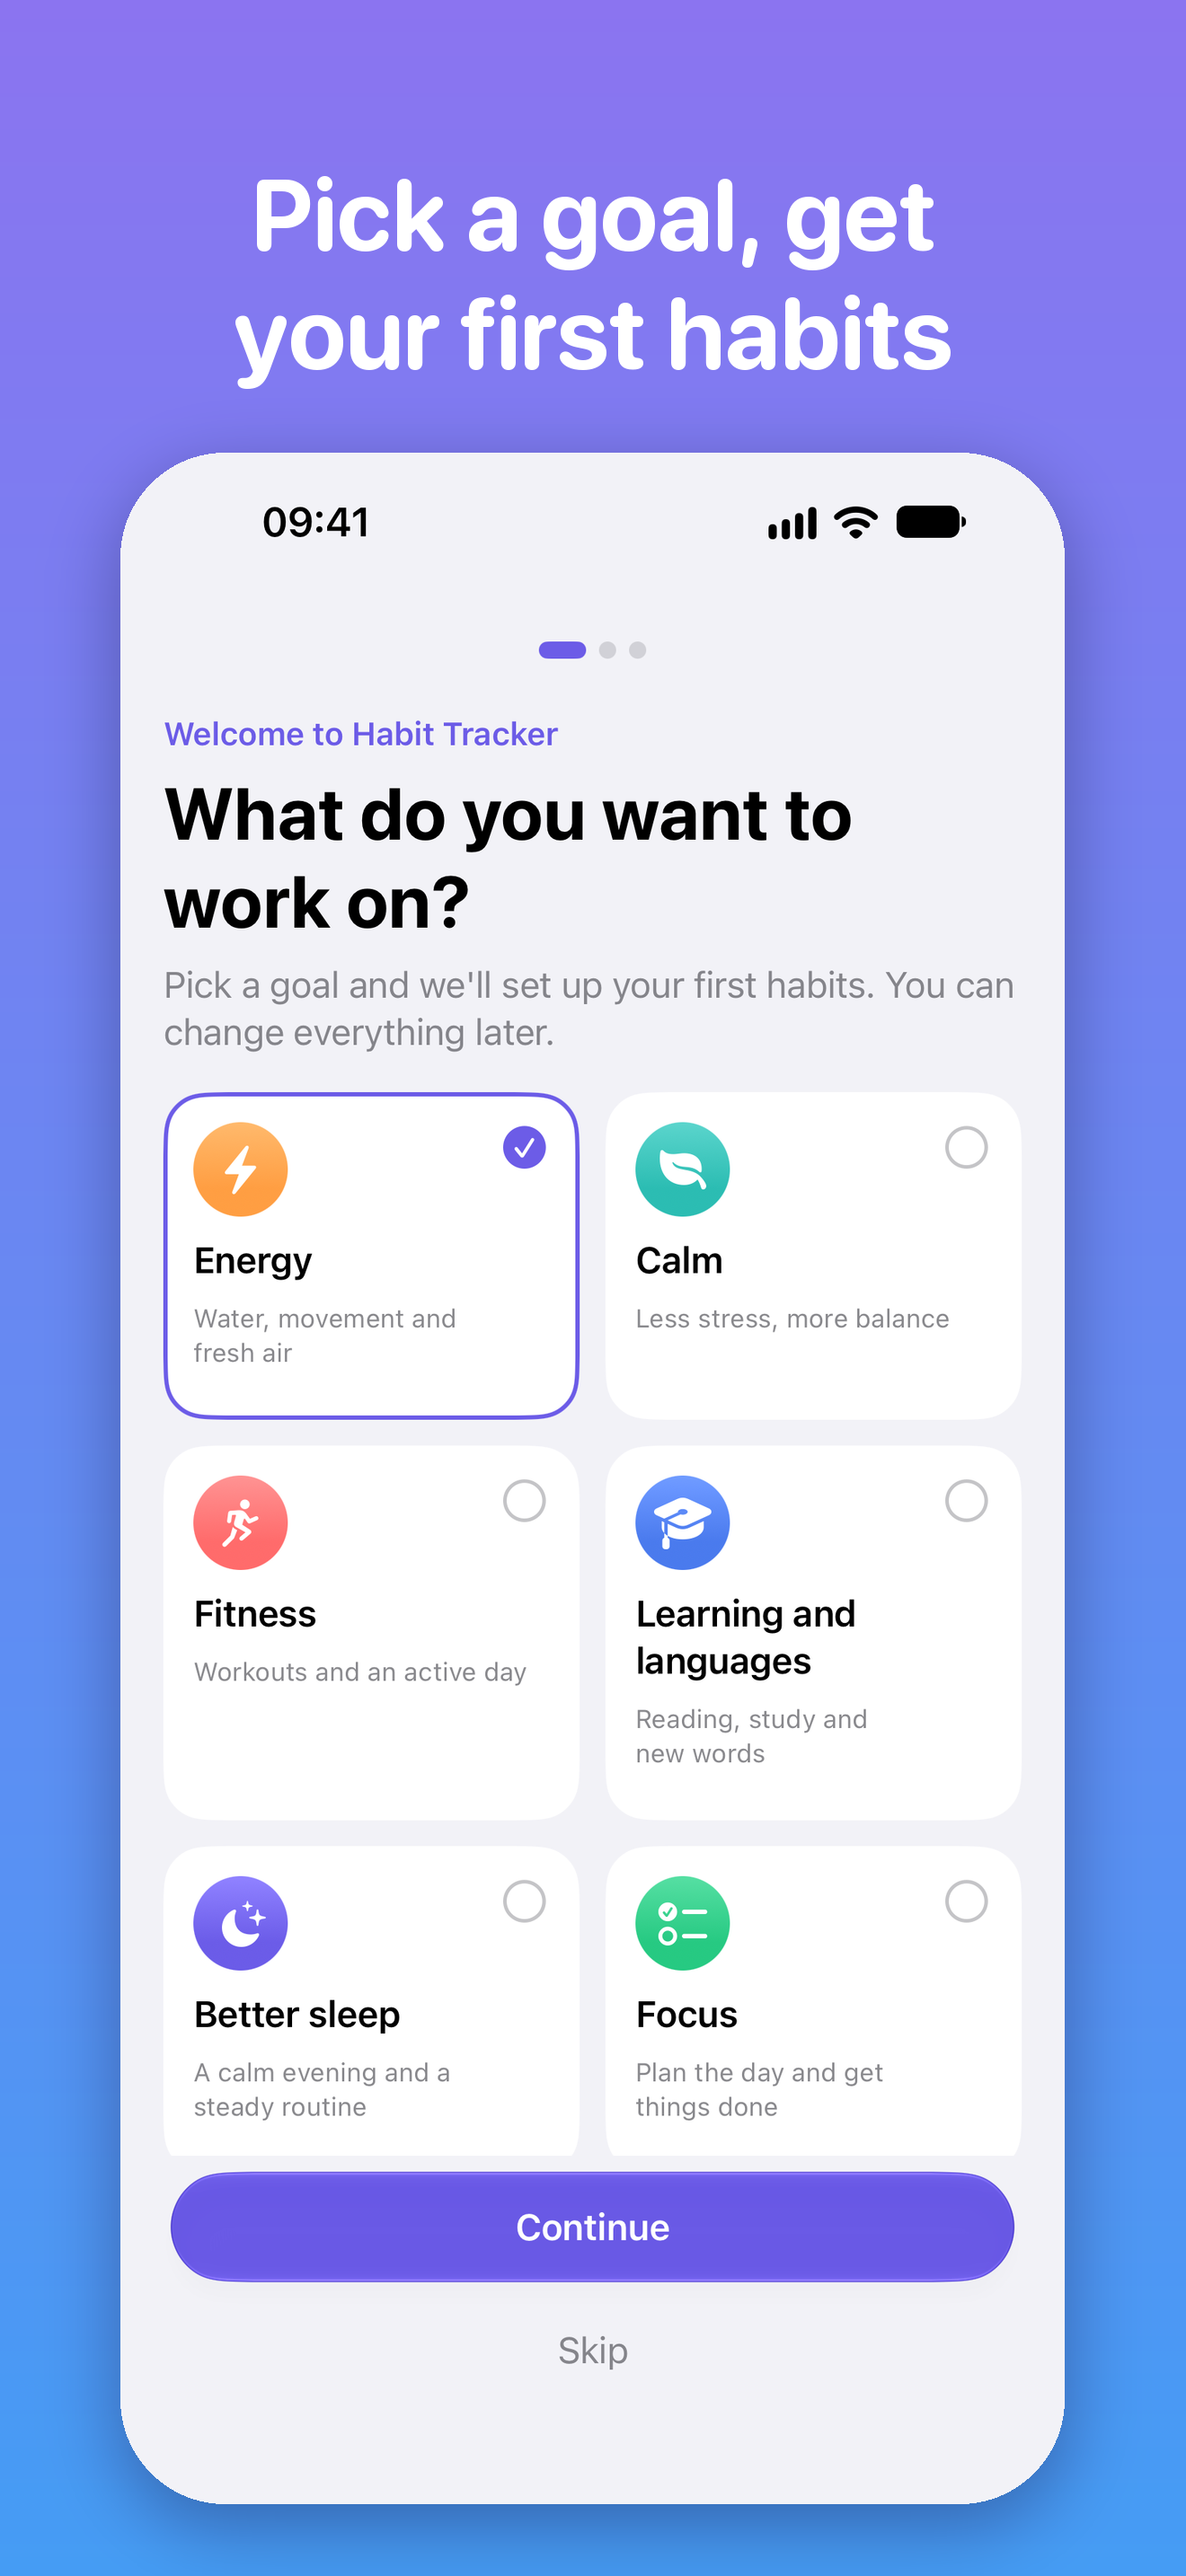 Pick a goal, get
your first habits
09:41
Welcome to Habit Tracker
What do you want to
work on?
Pick a goal and we'll set up your first habits. You can
change everything later.
Energy
Water, movement and
fresh air
Calm
Less stress, more balance
Fitness
Workouts and an active day
Learning and
languages
Reading, study and
new words
Better sleep
A calm evening and a
steady routine
Focus
Plan the day and get
things done
Continue
Skip